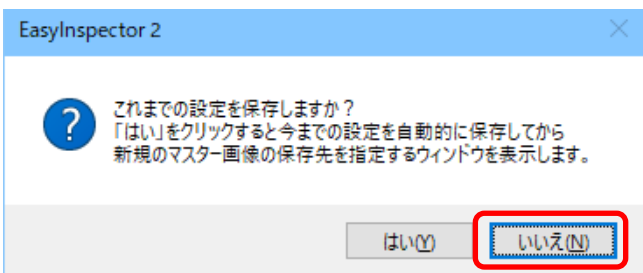 EasyInspector 2
これまでの設定を保存しますか？
「はい」をクリックすると今までの設定を自動的に保存してから
新規のマスター画像の保存先を指定するウィンドウを表示します。
はい(Y) いいえ(N)